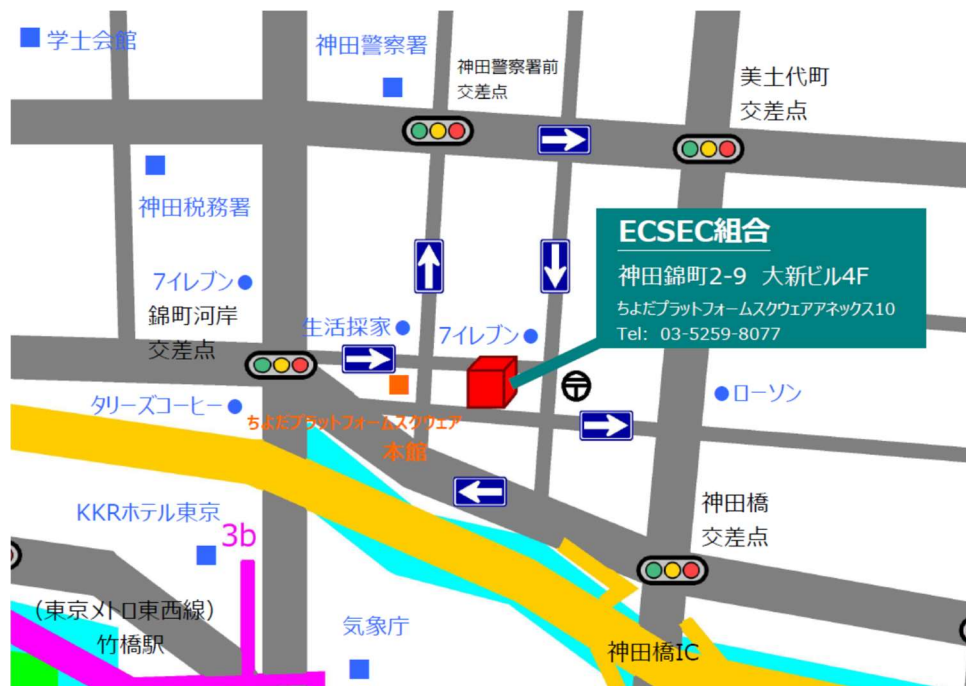 学士会館
神田警察署
神田警察署前
交差点
美土代町
交差点
神田税務署
ECSEC組合
神田錦町2-9 大新ビル4F
ちよだプラットフォームスクウェアアネックス10
Tel: 03-5259-8077
7イレブン
錦町河岸
交差点
生活採家
7イレブン
タリーズコーヒー
ちよだプラットフォームスクウェア
本館
ローソン
KKRホテル東京
3b
神田橋
交差点
(東京メトロ東西線)
竹橋駅
気象庁
神田橋IC